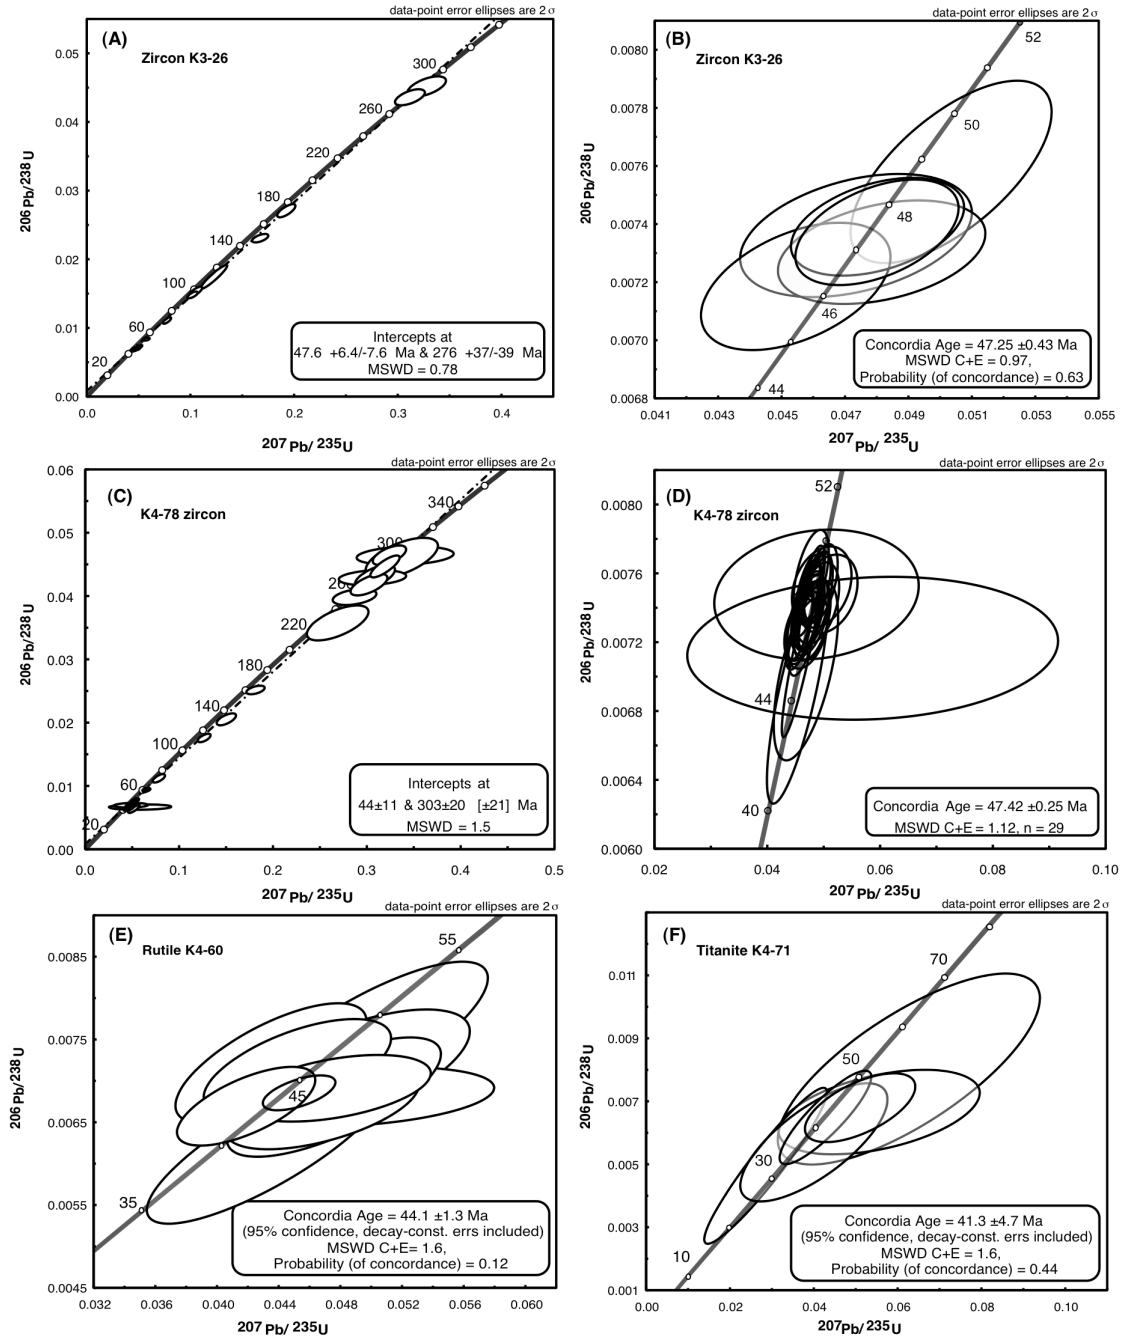 data-point error ellipses are 2 σ
(A)
Zircon K3-26
206Pb/238U
0.05
0.04
0.03
0.02
0.01
0.00
300
260
220
180
140
100
60
20
Intercepts at
47.6 +6.4/-7.6 Ma & 276 +37/-39 Ma
MSWD = 0.78
0.0 0.1 0.2 0.3 0.4
207Pb/ 235U
data-point error ellipses are 2 σ
(B)
Zircon K3-26
206Pb/238U
0.0080
0.0078
0.0076
0.0074
0.0072
0.0070
0.0068
52
50
48
46
44
Concordia Age = 47.25 ±0.43 Ma
MSWD C+E = 0.97,
Probability (of concordance) = 0.63
0.041 0.043 0.045 0.047 0.049 0.051 0.053 0.055
207Pb/ 235U
data-point error ellipses are 2 σ
(C)
K4-78 zircon
206Pb/238U
0.06
0.05
0.04
0.03
0.02
0.01
0.00
340
300
260
220
180
140
100
60
20
Intercepts at
44±11 & 303±20 [±21] Ma
MSWD = 1.5
0.0 0.1 0.2 0.3 0.4 0.5
207Pb/ 235U
data-point error ellipses are 2 σ
(D)
K4-78 zircon
206Pb/238U
0.0080
0.0076
0.0072
0.0068
0.0064
0.0060
52
44
40
Concordia Age = 47.42 ±0.25 Ma
MSWD C+E = 1.12, n = 29
0.02 0.04 0.06 0.08 0.10
207Pb/ 235U
data-point error ellipses are 2 σ
(E)
Rutile K4-60
206Pb/238U
0.0085
0.0075
0.0065
0.0055
0.0045
55
45
35
Concordia Age = 44.1 ±1.3 Ma
(95% confidence, decay-const. errs included)
MSWD C+E= 1.6,
Probability (of concordance) = 0.12
0.032 0.036 0.040 0.044 0.048 0.052 0.056 0.060
207Pb/ 235U
data-point error ellipses are 2 σ
(F)
Titanite K4-71
206Pb/238U
0.011
0.009
0.007
0.005
0.003
0.001
70
50
30
10
Concordia Age = 41.3 ±4.7 Ma
(95% confidence, decay-const. errs included)
MSWD C+E = 1.6,
Probability (of concordance) = 0.44
0.00 0.02 0.04 0.06 0.08 0.10
207Pb/ 235U